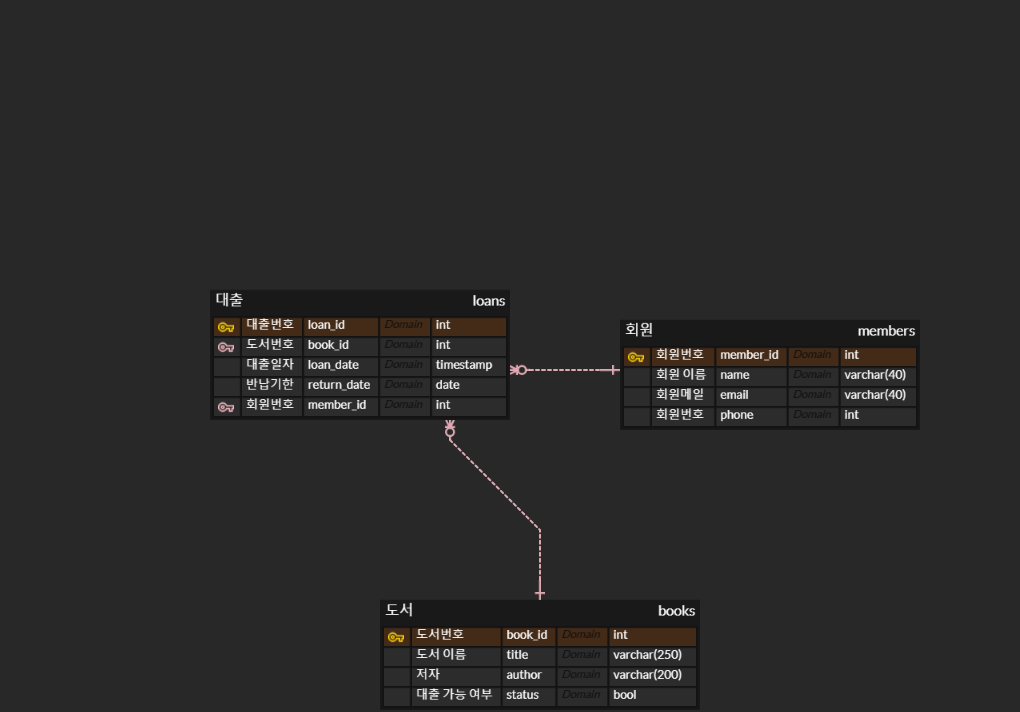 대출 loans
대출번호 loan_id Domain int
도서번호 book_id Domain int
대출일자 loan_date Domain timestamp
반납기한 return_date Domain date
회원번호 member_id Domain int
회원 members
회원번호 member_id Domain int
회원 이름 name Domain varchar(40)
회원메일 email Domain varchar(40)
회원번호 phone Domain int
도서 books
도서번호 book_id Domain int
도서 이름 title Domain varchar(250)
저자 author Domain varchar(200)
대출 가능 여부 status Domain bool